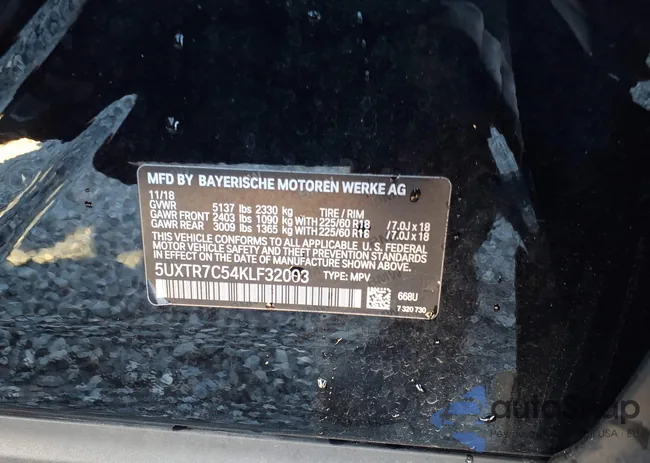 MFD BY BAYERISCHE MOTOREN WERKE AG
11/18
GVWR 5137 lbs 2330 kg TIRE / RIM
GAWR FRONT 2403 lbs 1090 kg WITH 225/60 R18 /7.0J x 18
GAWR REAR 3009 lbs 1365 kg WITH 225/60 R18 /7.0J x 18
THIS VEHICLE CONFORMS TO ALL APPLICABLE U.S. FEDERAL
MOTOR VEHICLE SAFETY AND THEFT PREVENTION STANDARDS
IN EFFECT ON THE DATE OF MANUFACTURE SHOWN ABOVE.
5UXTR7C54KLF32003 TYPE: MPV
668U
7 320 730
autoSnap